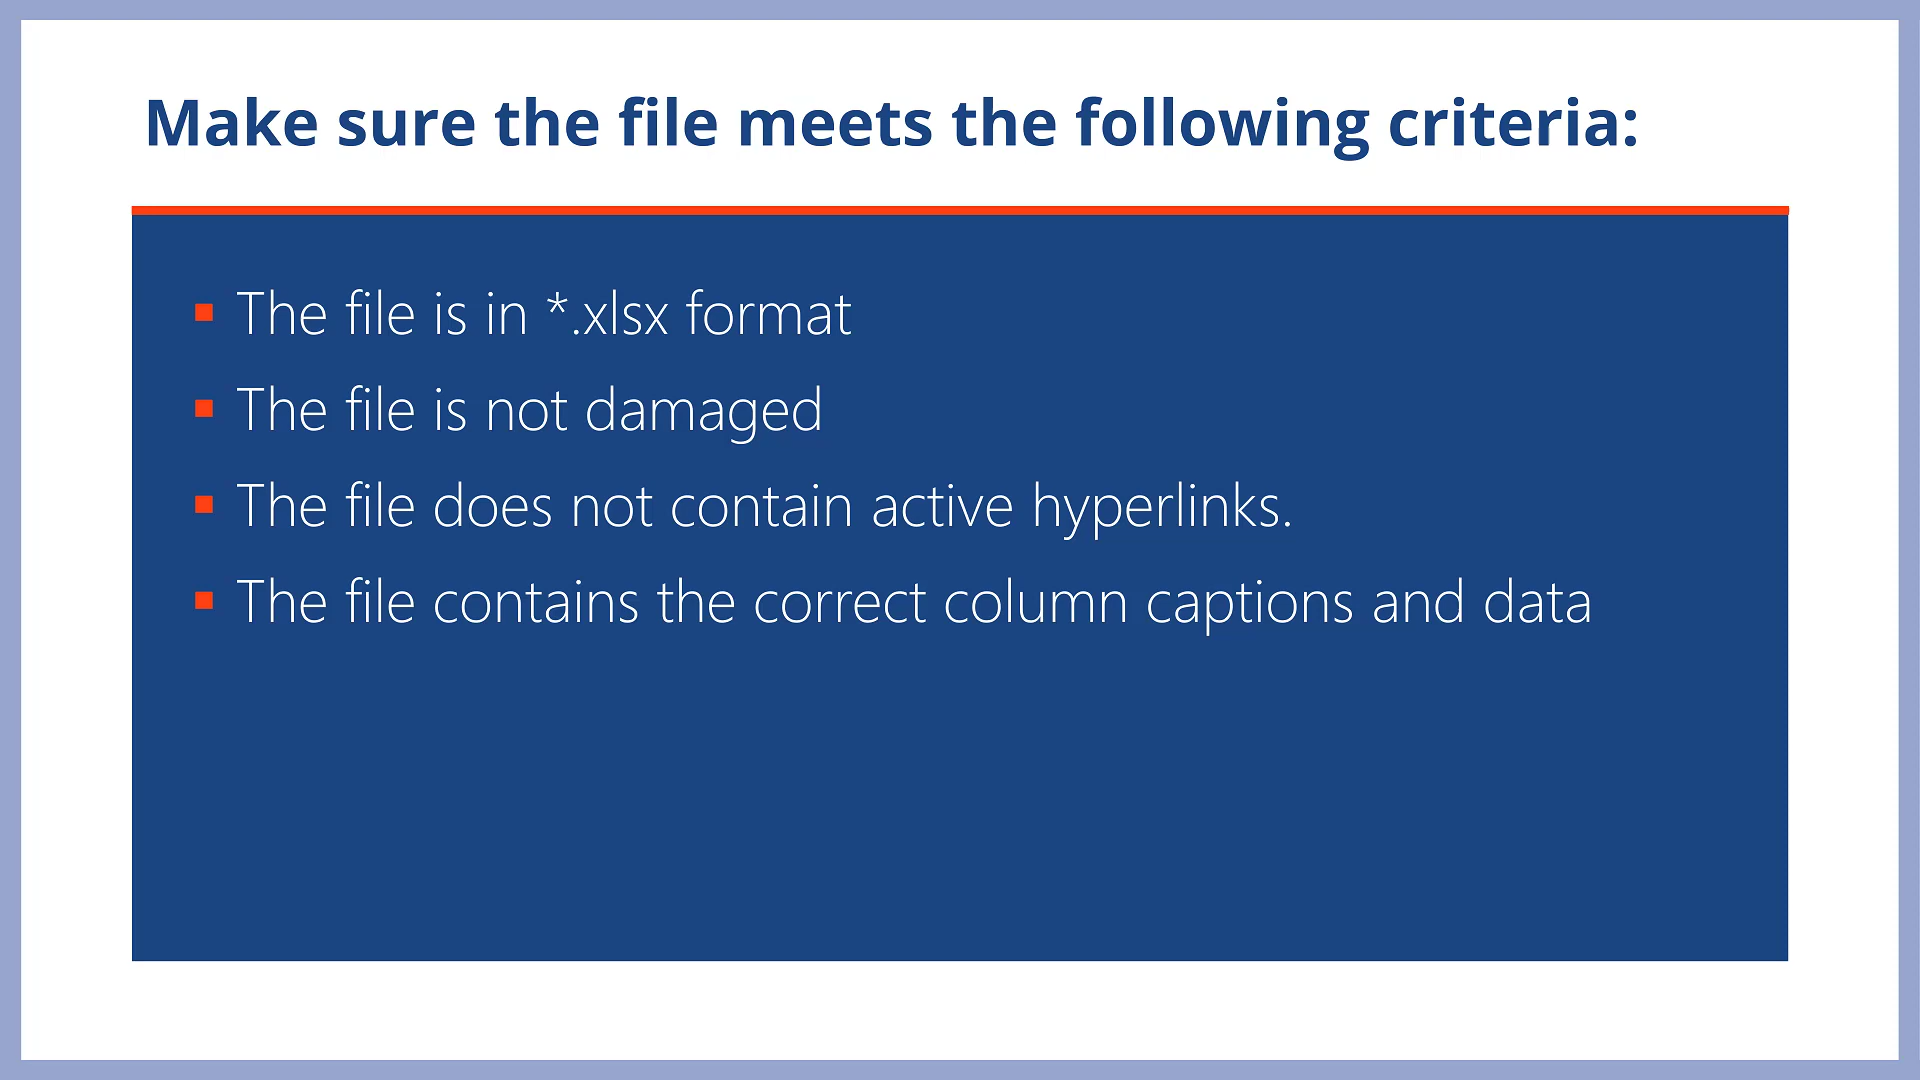 Make sure the file meets the following criteria:
The file is in *.xlsx format
The file is not damaged
The file does not contain active hyperlinks.
The file contains the correct column captions and data